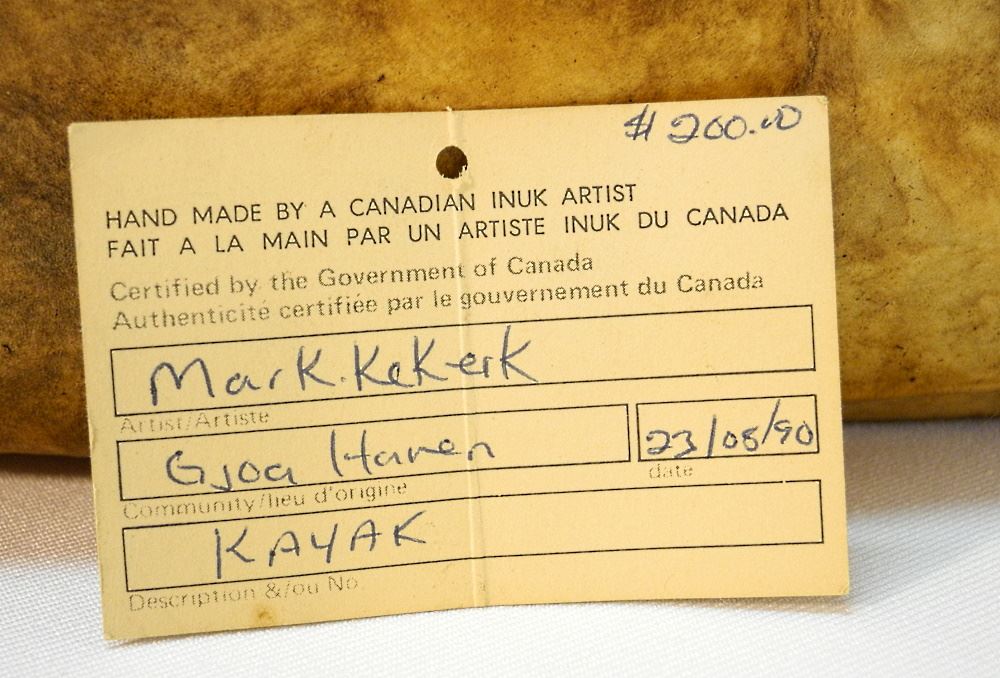 $ 200.00
HAND MADE BY A CANADIAN INUK ARTIST
FAIT A LA MAIN PAR UN ARTISTE INUK DU CANADA
Certified by the Government of Canada
Authenticité certifiée par le gouvernement du Canada
Mark.Kekerk
Artist/Artiste
Gjoa Haven 23/08/90
Community/lieu d'origine date
KAYAK
Description &/ou No.